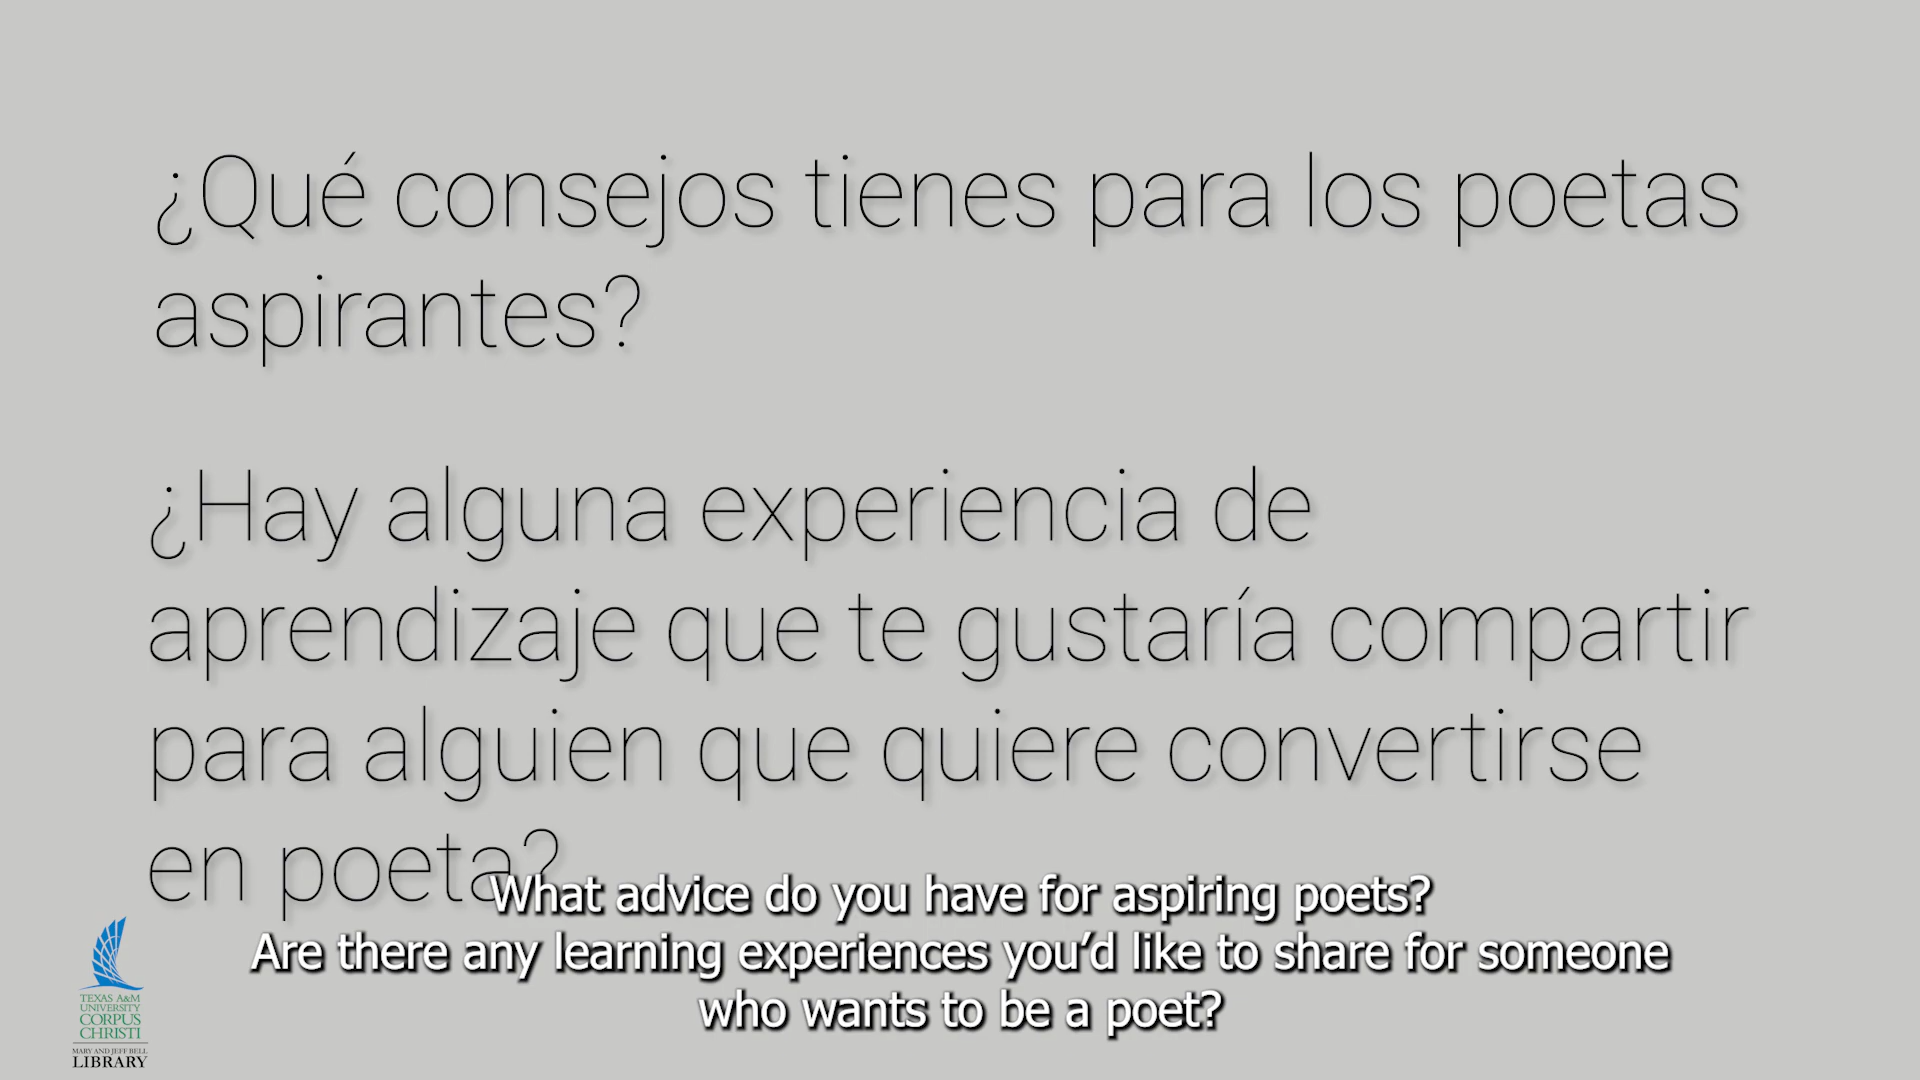 ¿Qué consejos tienes para los poetas
aspirantes?
¿Hay alguna experiencia de
aprendizaje que te gustaría compartir
para alguien que quiere convertirse
en poeta?
What advice do you have for aspiring poets?
Are there any learning experiences you’d like to share for someone
who wants to be a poet?
TEXAS A&M
UNIVERSITY
CORPUS
CHRISTI
MARY AND JEFF BELL
LIBRARY